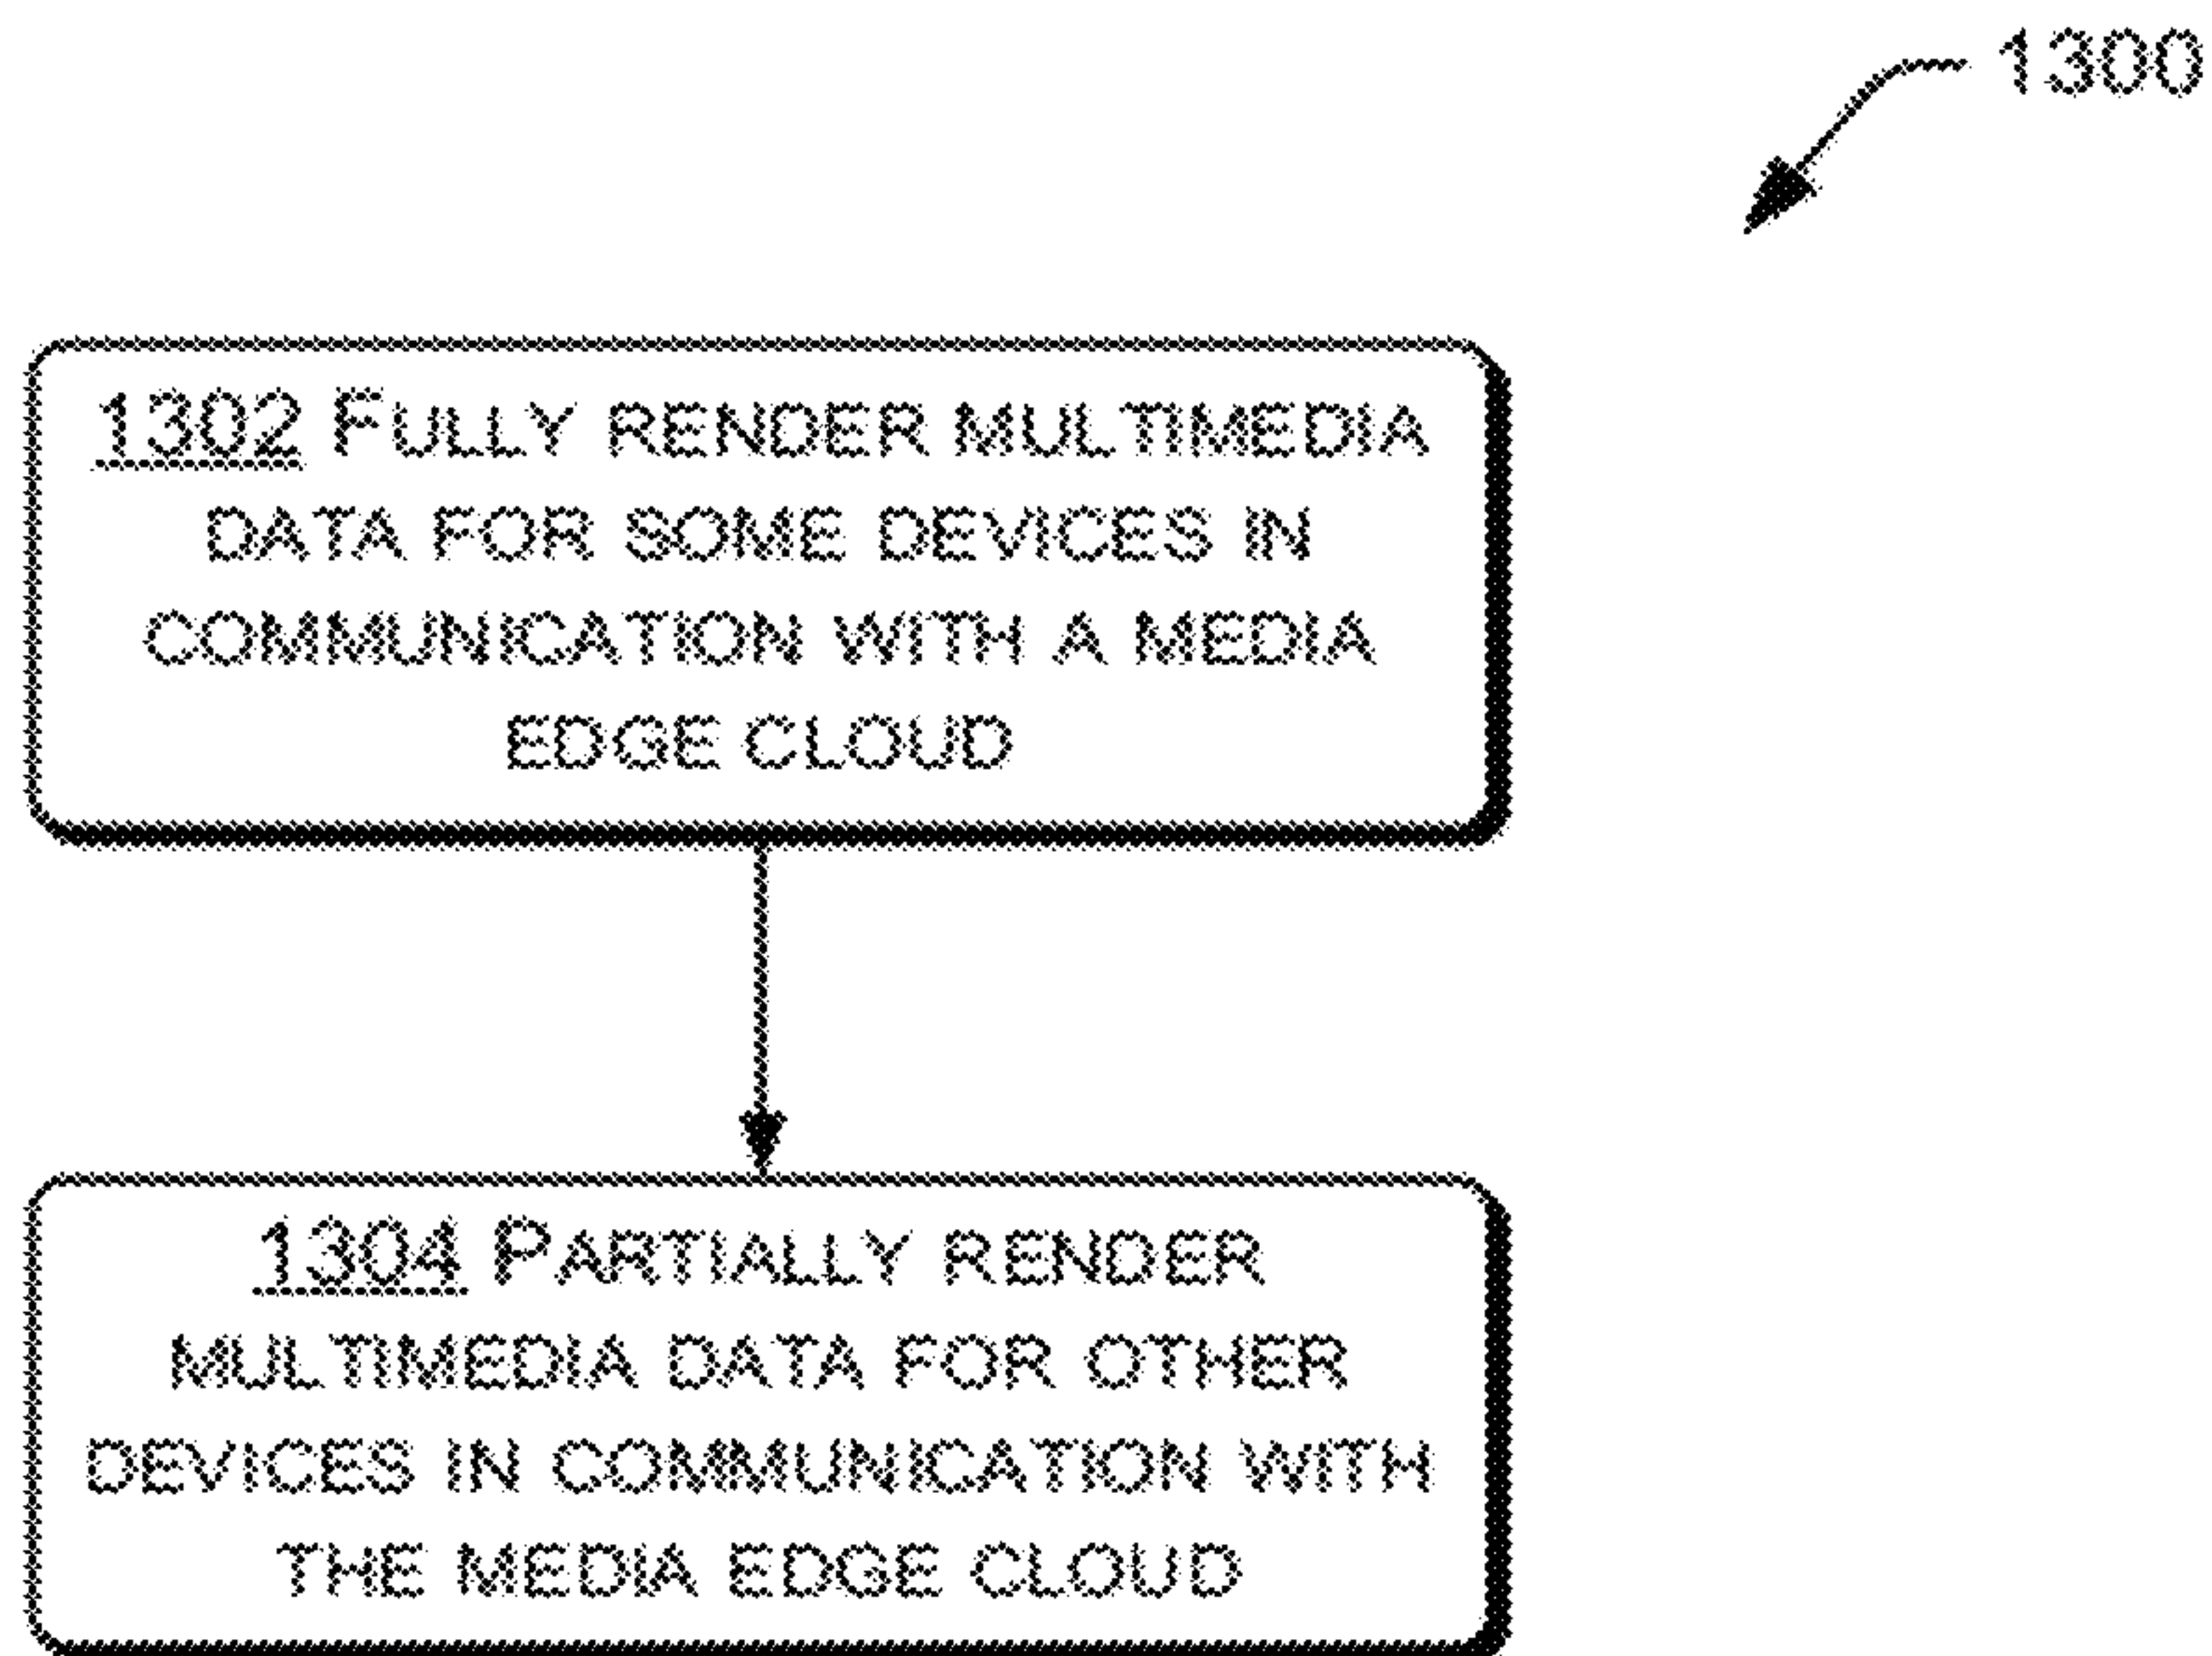 1300
1302 FULLY RENDER MULTIMEDIA
DATA FOR SOME DEVICES IN
COMMUNICATION WITH A MEDIA
EDGE CLOUD
1304 PARTIALLY RENDER
MULTIMEDIA DATA FOR OTHER
DEVICES IN COMMUNICATION WITH
THE MEDIA EDGE CLOUD